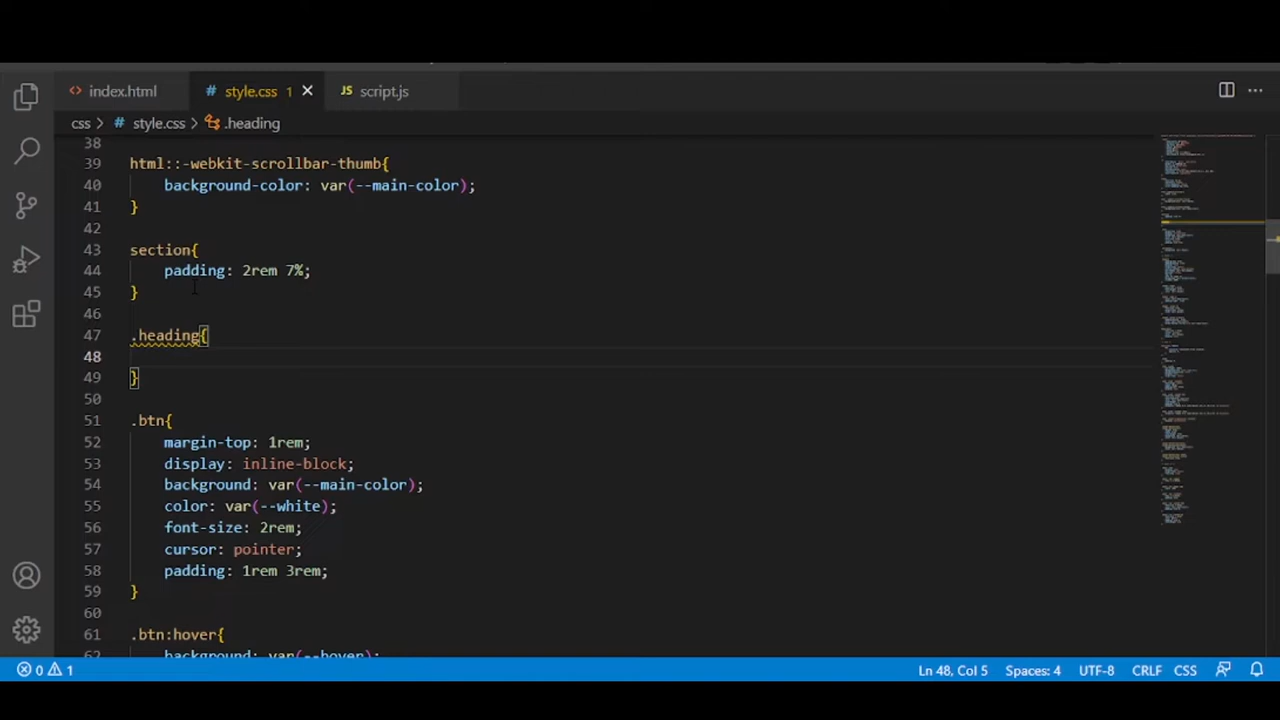 index.html
style.css 1
script.js
css > style.css > .heading
38
39 html::-webkit-scrollbar-thumb{
40 background-color: var(--main-color);
41 }
42
43 section{
44 padding: 2rem 7%;
45 }
46
47 .heading{
48
49 }
50
51 .btn{
52 margin-top: 1rem;
53 display: inline-block;
54 background: var(--main-color);
55 color: var(--white);
56 font-size: 2rem;
57 cursor: pointer;
58 padding: 1rem 3rem;
59 }
60
61 .btn:hover{
62 background: var(--hover);
0 1 Ln 48, Col 5 Spaces: 4 UTF-8 CRLF CSS